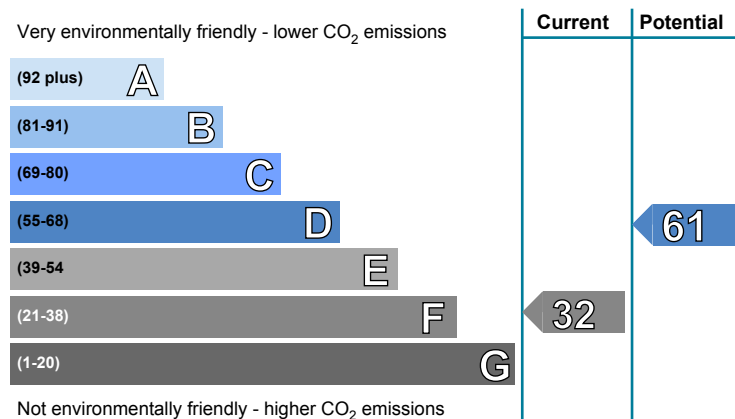 Very environmentally friendly - lower CO₂ emissions
Current
Potential
(92 plus) A
(81-91) B
(69-80) C
(55-68) D
61
(39-54 E
(21-38) F
32
(1-20) G
Not environmentally friendly - higher CO₂ emissions